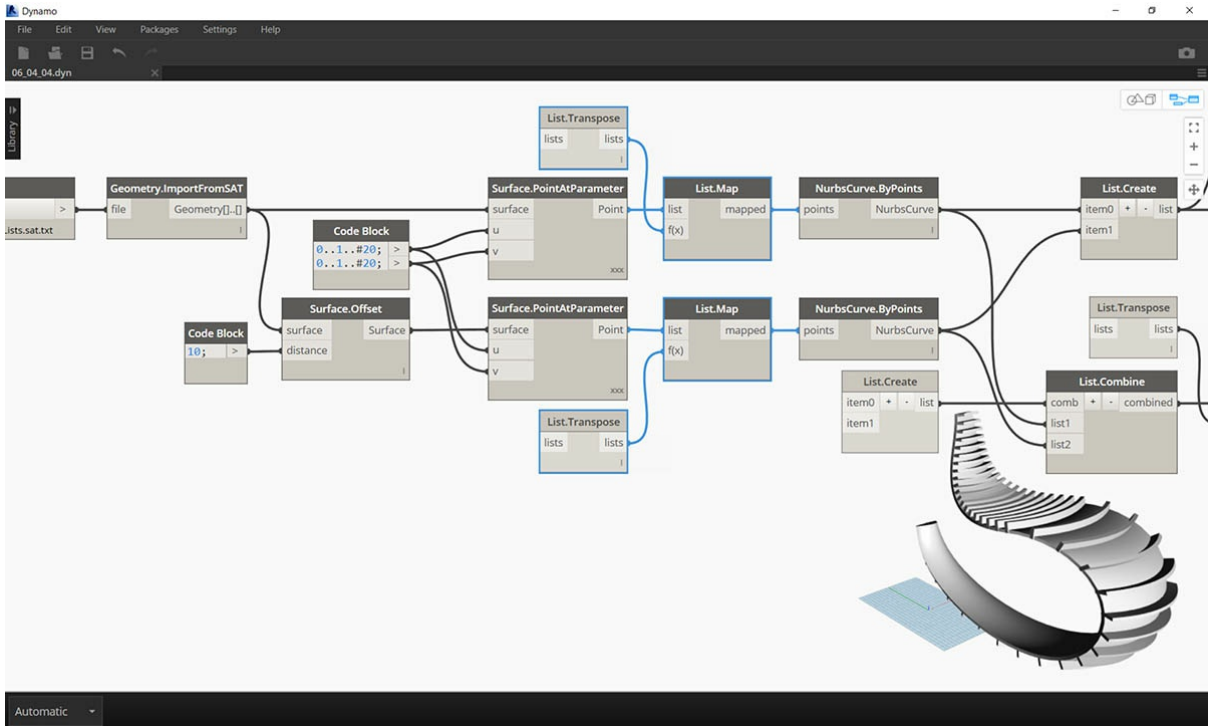 Dynamo
File Edit View Packages Settings Help
06_04_04.dyn
Library
List.Transpose
lists lists
Geometry.ImportFromSAT
file Geometry[]..[]
>
.ists.sat.txt
Surface.PointAtParameter
surface Point
u
v
xxx
List.Map
list mapped
f(x)
NurbsCurve.ByPoints
points NurbsCurve
List.Create
item0 + - list
item1
Code Block
0..1..#20; >
0..1..#20; >
Surface.Offset
surface Surface
distance
Code Block
10; >
Surface.PointAtParameter
surface Point
u
v
xxx
List.Map
list mapped
f(x)
NurbsCurve.ByPoints
points NurbsCurve
List.Transpose
lists lists
List.Create
item0 + - list
item1
List.Combine
comb + - combined
list1
list2
List.Transpose
lists lists
Automatic